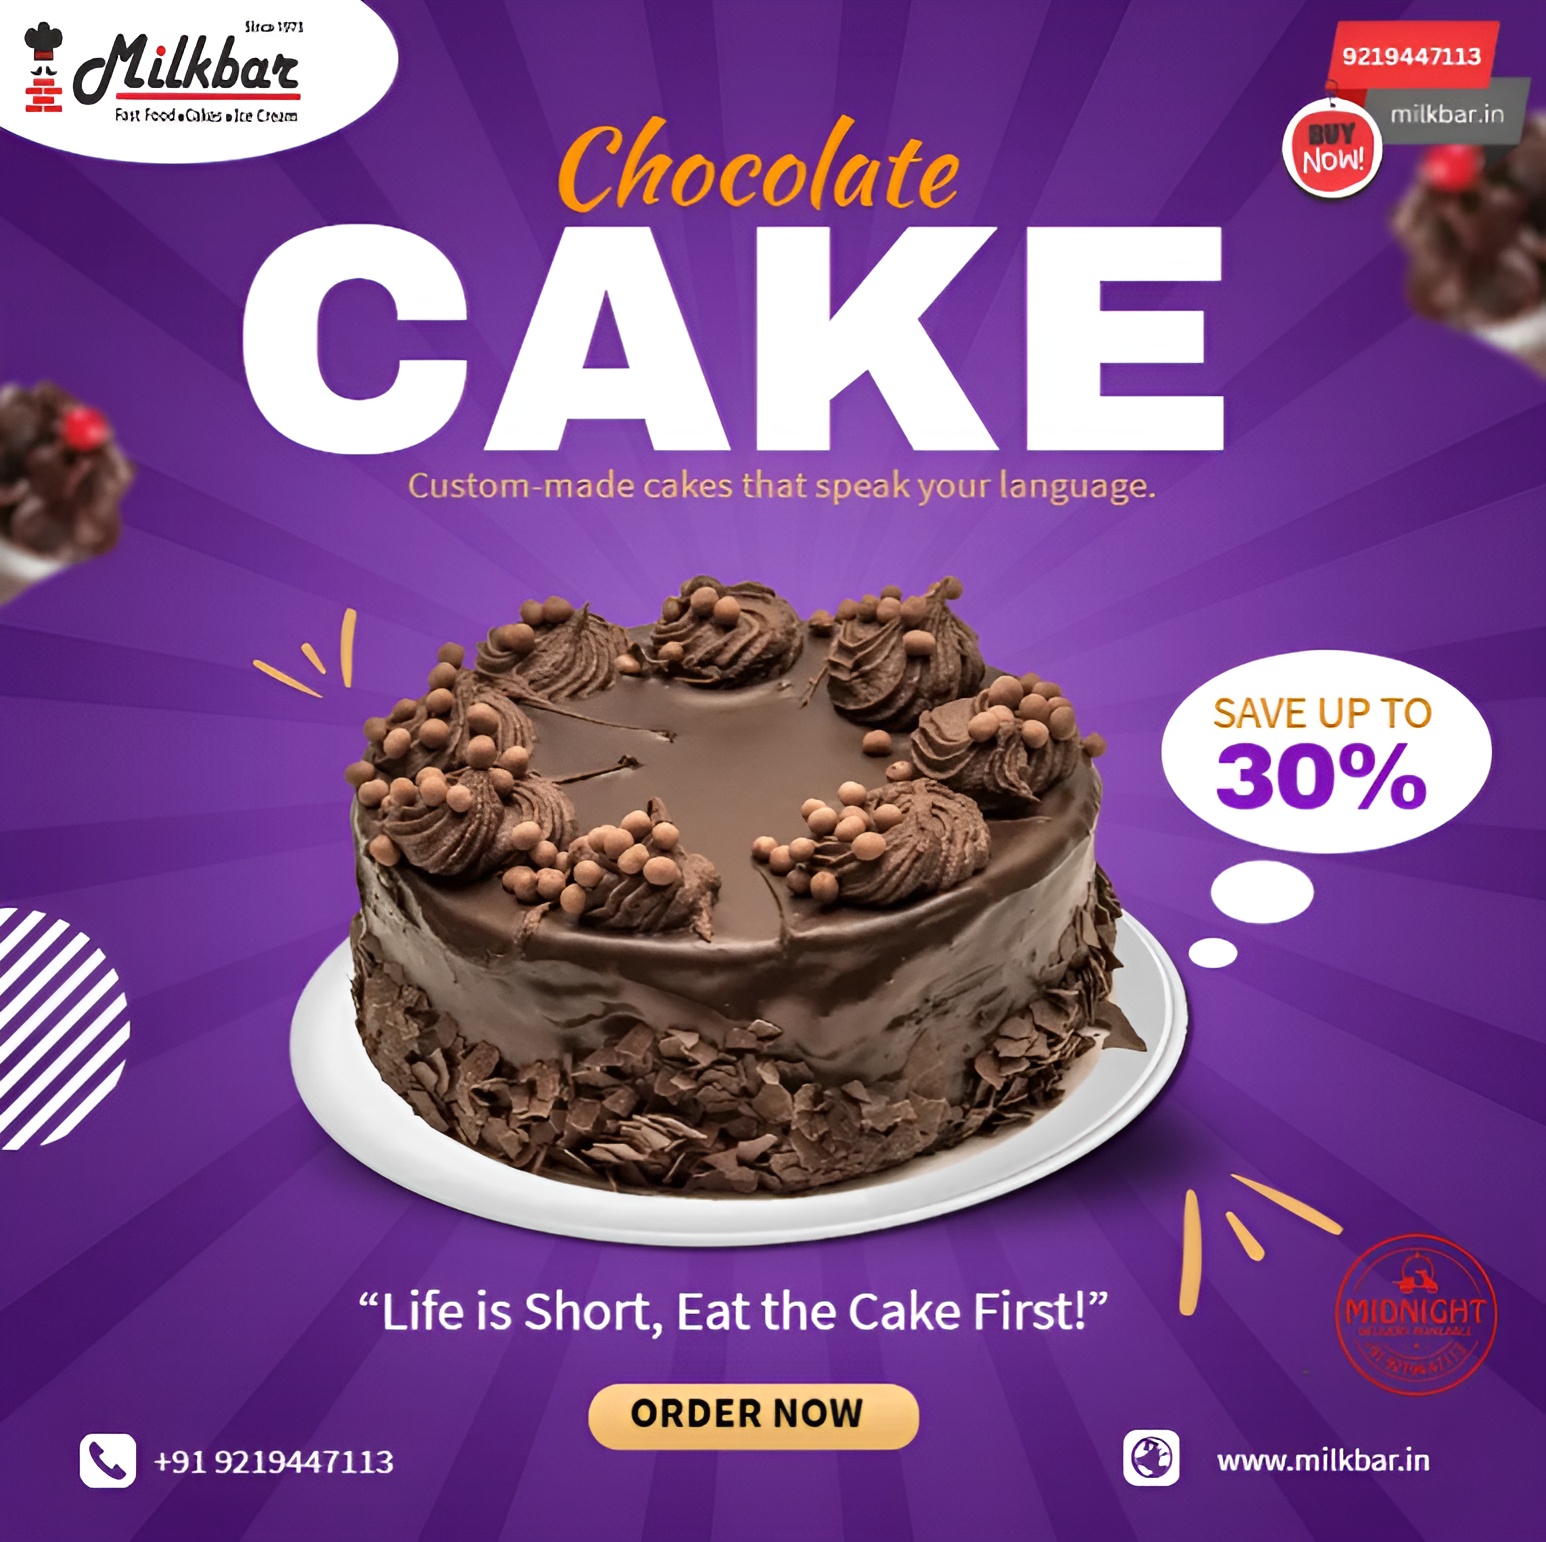 Since 1971
Milkbar
Fast Food • Cakes • Ice Cream
9219447113
milkbar.in
BUY
NOW!
Chocolate
CAKE
Custom-made cakes that speak your language.
SAVE UP TO
30%
“Life is Short, Eat the Cake First!”
MIDNIGHT
DELIVERY AVAILABLE
ORDER NOW
+91 9219447113
www.milkbar.in